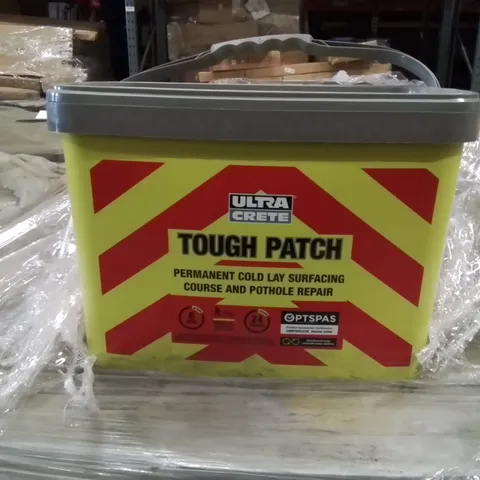 ULTRA
CRETE
TOUGH PATCH
PERMANENT COLD LAY SURFACING
COURSE AND POTHOLE REPAIR
PTSPAS